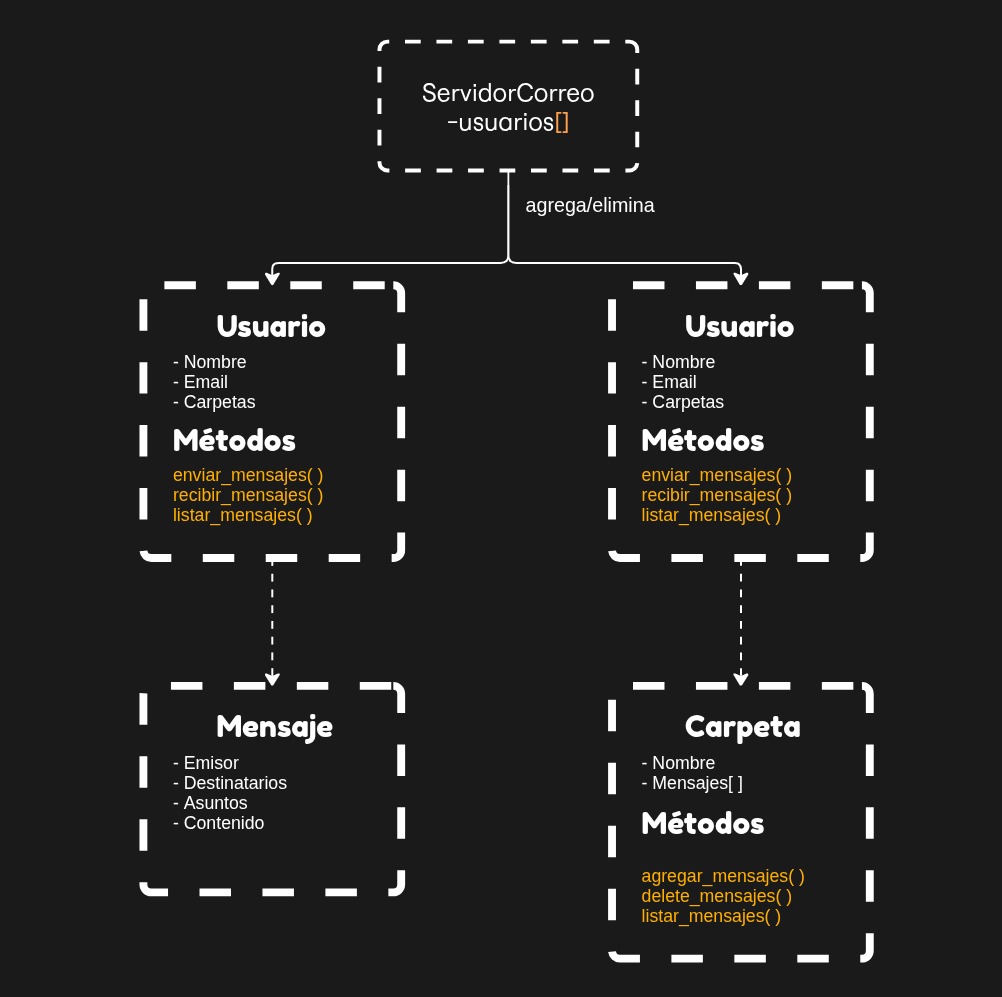 ServidorCorreo
-usuarios[]
agrega/elimina
Usuario
- Nombre
- Email
- Carpetas
Métodos
enviar_mensajes( )
recibir_mensajes( )
listar_mensajes( )
Usuario
- Nombre
- Email
- Carpetas
Métodos
enviar_mensajes( )
recibir_mensajes( )
listar_mensajes( )
Mensaje
- Emisor
- Destinatarios
- Asuntos
- Contenido
Carpeta
- Nombre
- Mensajes[ ]
Métodos
agregar_mensajes( )
delete_mensajes( )
listar_mensajes( )